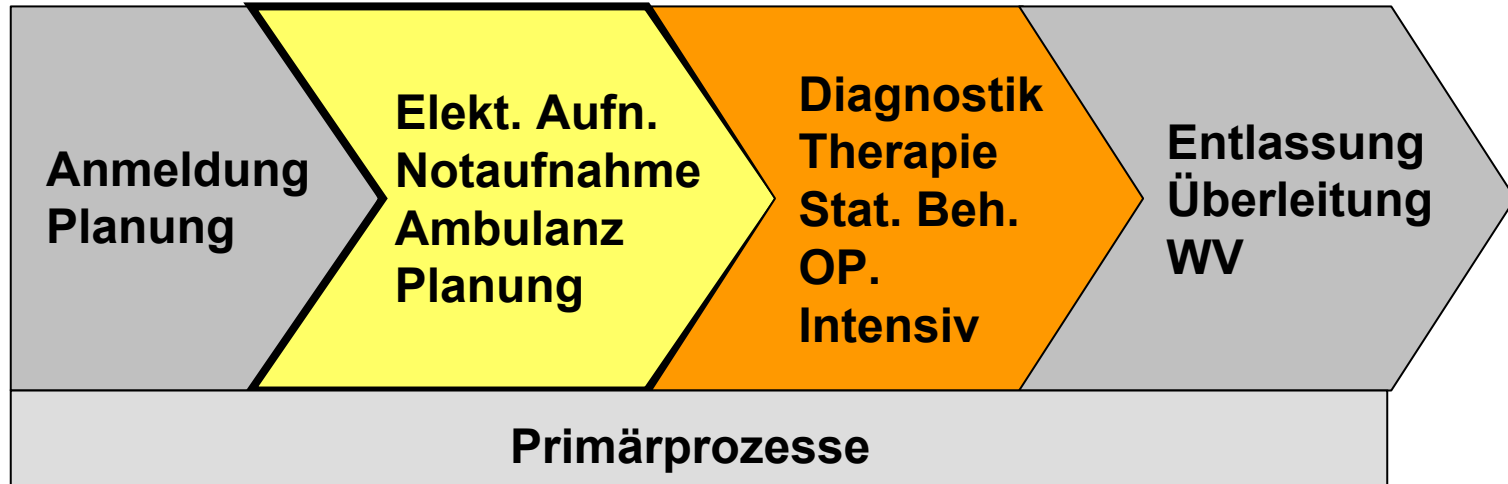 Anmeldung
Planung
Elekt. Aufn.
Notaufnahme
Ambulanz
Planung
Diagnostik
Therapie
Stat. Beh.
OP.
Intensiv
Entlassung
Überleitung
WV
Primärprozesse